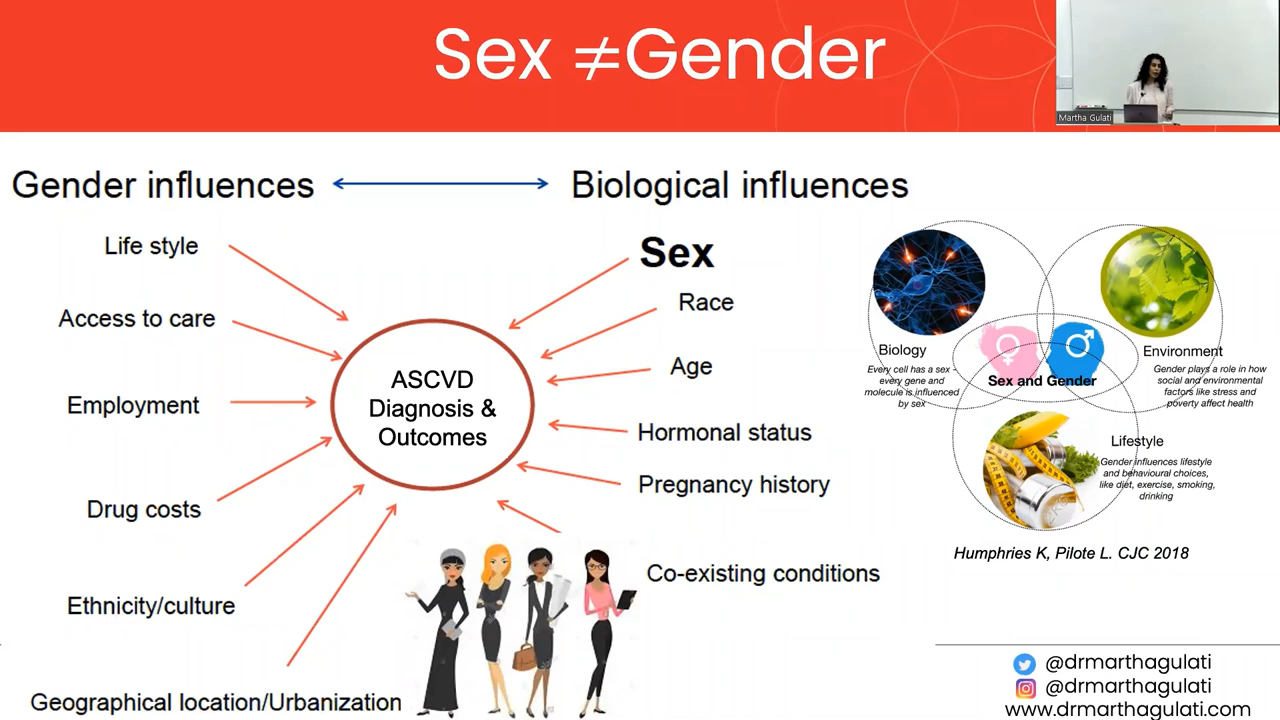 Sex ≠Gender
Martha Gulati
Gender influences
Biological influences
Life style
Access to care
Employment
Drug costs
Ethnicity/culture
Geographical location/Urbanization
ASCVD
Diagnosis &
Outcomes
Sex
Race
Age
Hormonal status
Pregnancy history
Co-existing conditions
Biology
Every cell has a sex -
every gene and
molecule is influenced
by sex
Environment
Gender plays a role in how
social and environmental
factors like stress and
poverty affect health
Sex and Gender
Lifestyle
Gender influences lifestyle
and behavioural choices,
like diet, exercise, smoking,
drinking
Humphries K, Pilote L. CJC 2018
@drmarthagulati
@drmarthagulati
www.drmarthagulati.com